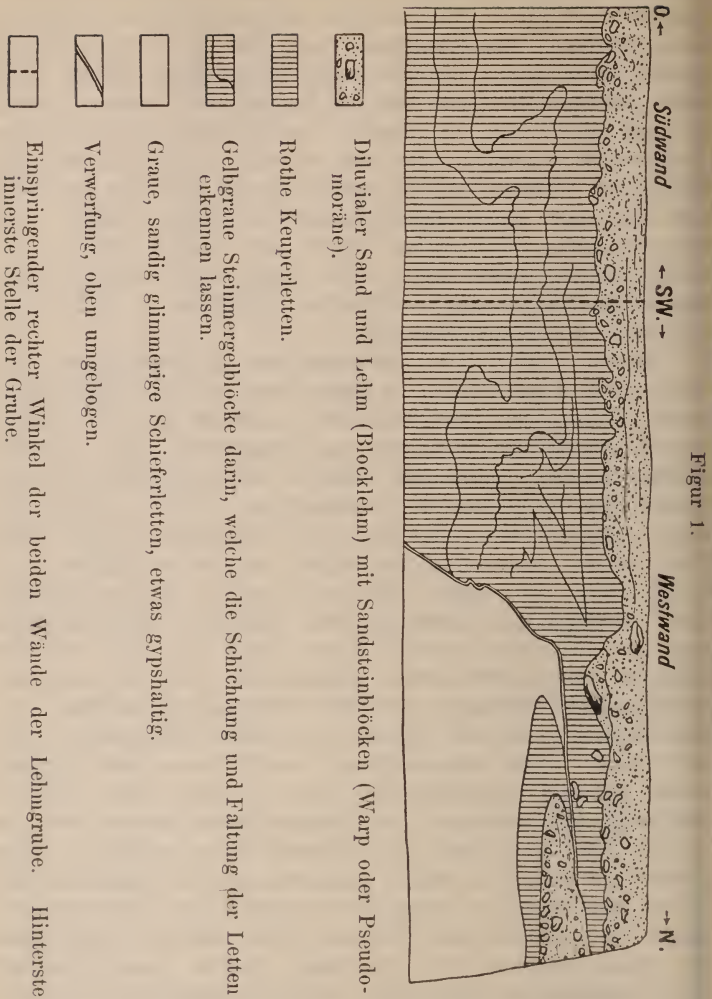 Figur 1.
O.← Südwand ← SW. → Westwand → N.
Diluvialer Sand und Lehm (Blocklehm) mit Sandsteinblöcken (Warp oder Pseudo-
moräne).
Rothe Keuperletten.
Gelbgraue Steinmergelblöcke darin, welche die Schichtung und Faltung der Letten
erkennen lassen.
Graue, sandig glimmerige Schieferletten, etwas gypshaltig.
Verwerfung, oben umgebogen.
Einspringender rechter Winkel der beiden Wände der Lehmgrube. Hinterste
innerste Stelle der Grube.